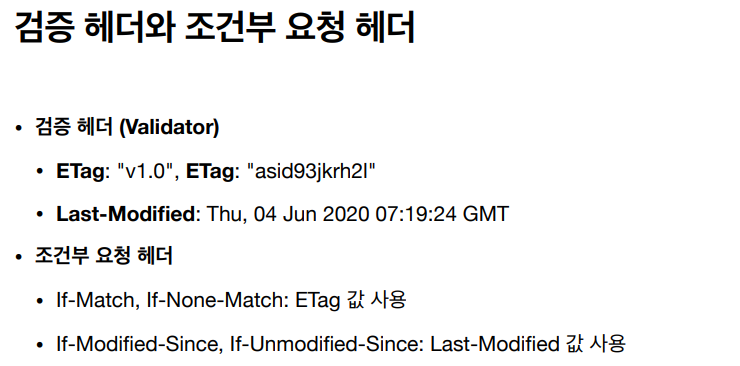 검증 헤더와 조건부 요청 헤더
• 검증 헤더 (Validator)
• ETag: "v1.0", ETag: "asid93jkrh2l"
• Last-Modified: Thu, 04 Jun 2020 07:19:24 GMT
• 조건부 요청 헤더
• If-Match, If-None-Match: ETag 값 사용
• If-Modified-Since, If-Unmodified-Since: Last-Modified 값 사용